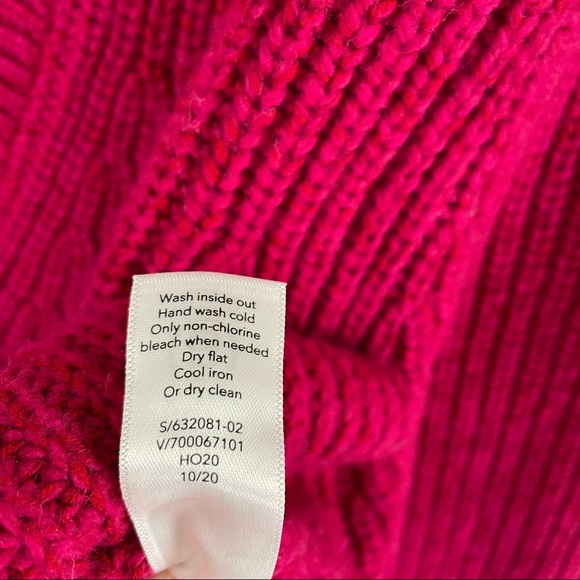 Wash inside out
Hand wash cold
Only non-chlorine
bleach when needed
Dry flat
Cool iron
Or dry clean
S/632081-02
V/700067101
HO20
10/20